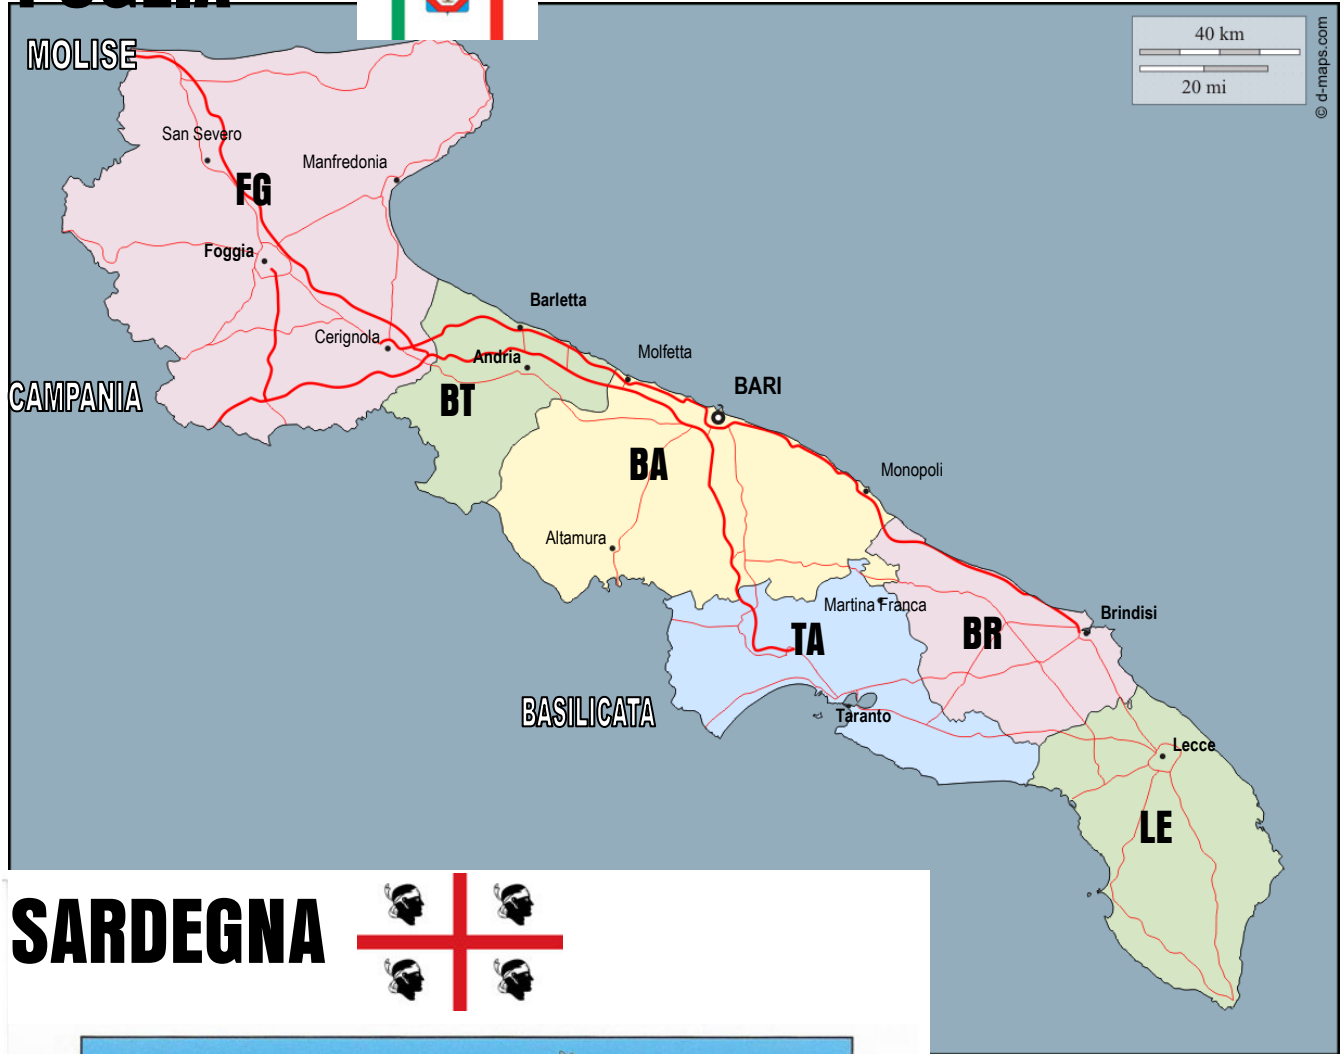 PUGLIA
MOLISE
40 km
20 mi
© d-maps.com
San Severo
Manfredonia
FG
Foggia
Barletta
Cerignola
Andria
Molfetta
CAMPANIA
BT
BARI
BA
Monopoli
Altamura
Martina Franca
Brindisi
TA
BR
BASILICATA
Taranto
Lecce
LE
SARDEGNA